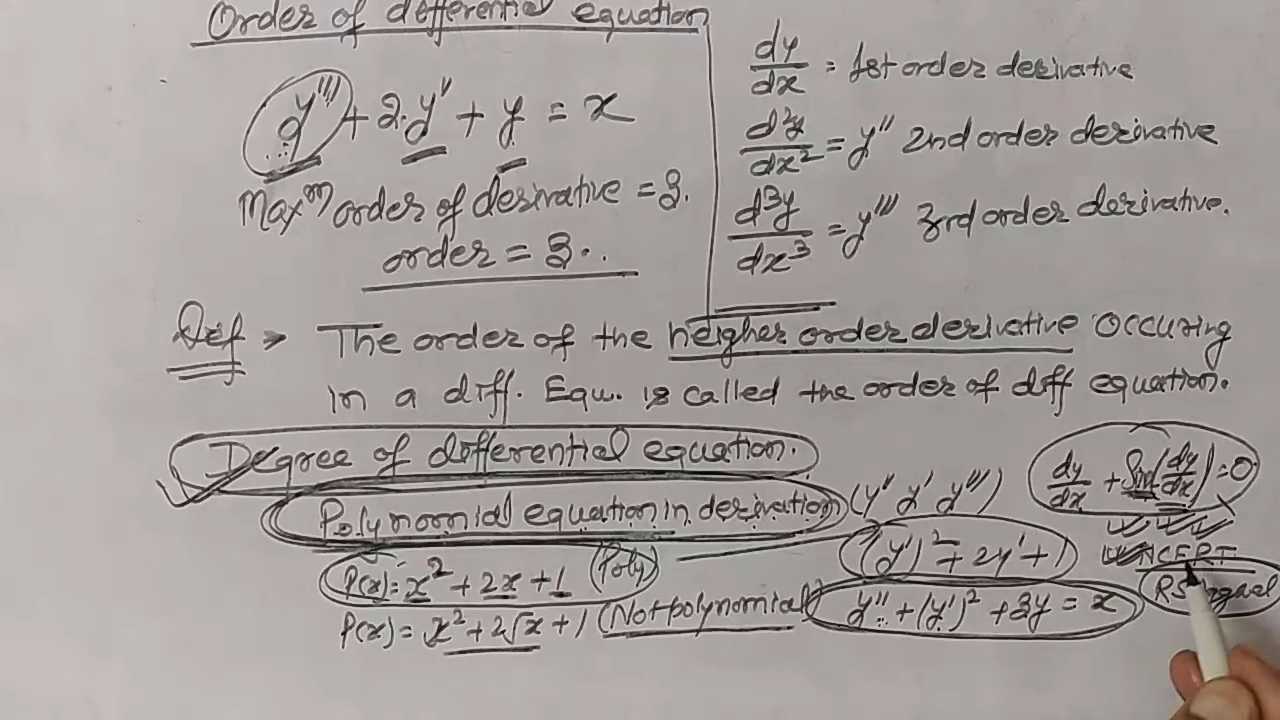 Order of differential equation
y''' + 2.y' + y = x
Max^m order of derivative = 3.
order = 3..
dy/dx = 1st order derivative
d²y/dx² = y'' 2nd order derivative
d³y/dx³ = y''' 3rd order derivative.
Def > The order of the heigher order derivative occuring
in a diff. Equ. is called the order of diff equation.
Degree of differential equation.
dy/dx + Sin(dy/dx) = 0
Polynomial equation in derivation (y'' y' y''')
P(x) = x² + 2x + 1 (Poly)
(y')² + 2y' + 1
NCERT
P(x) = x² + 2√x + 1 (Not polynomial)
y'' + (y')² + 3y = x
RS